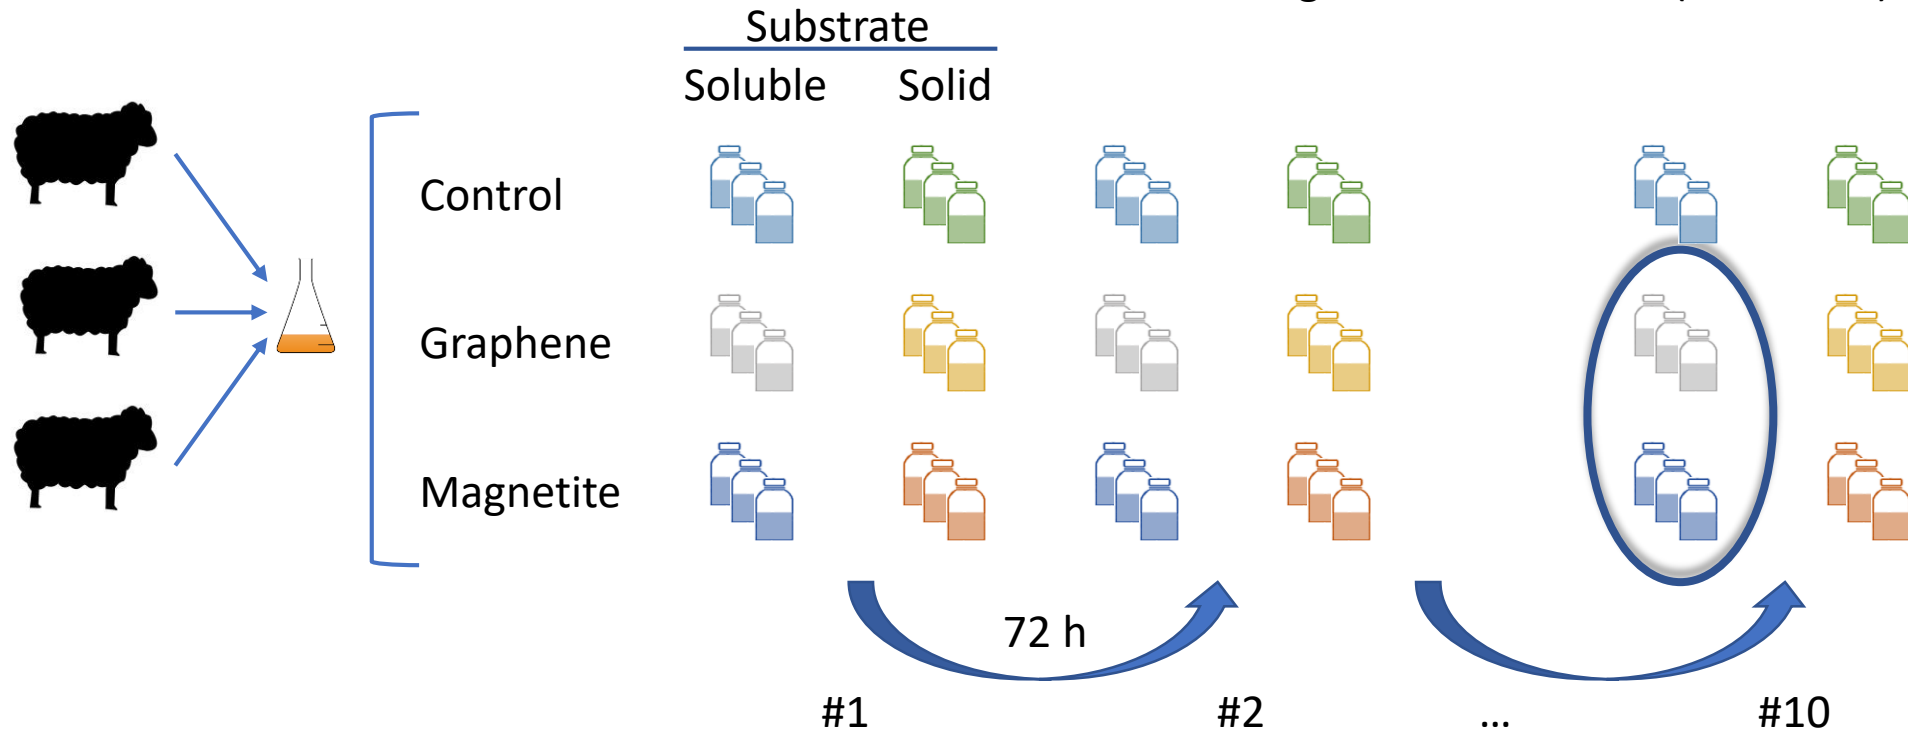 Substrate
Soluble Solid
Control
Graphene
Magnetite
72 h
#1 #2 ... #10